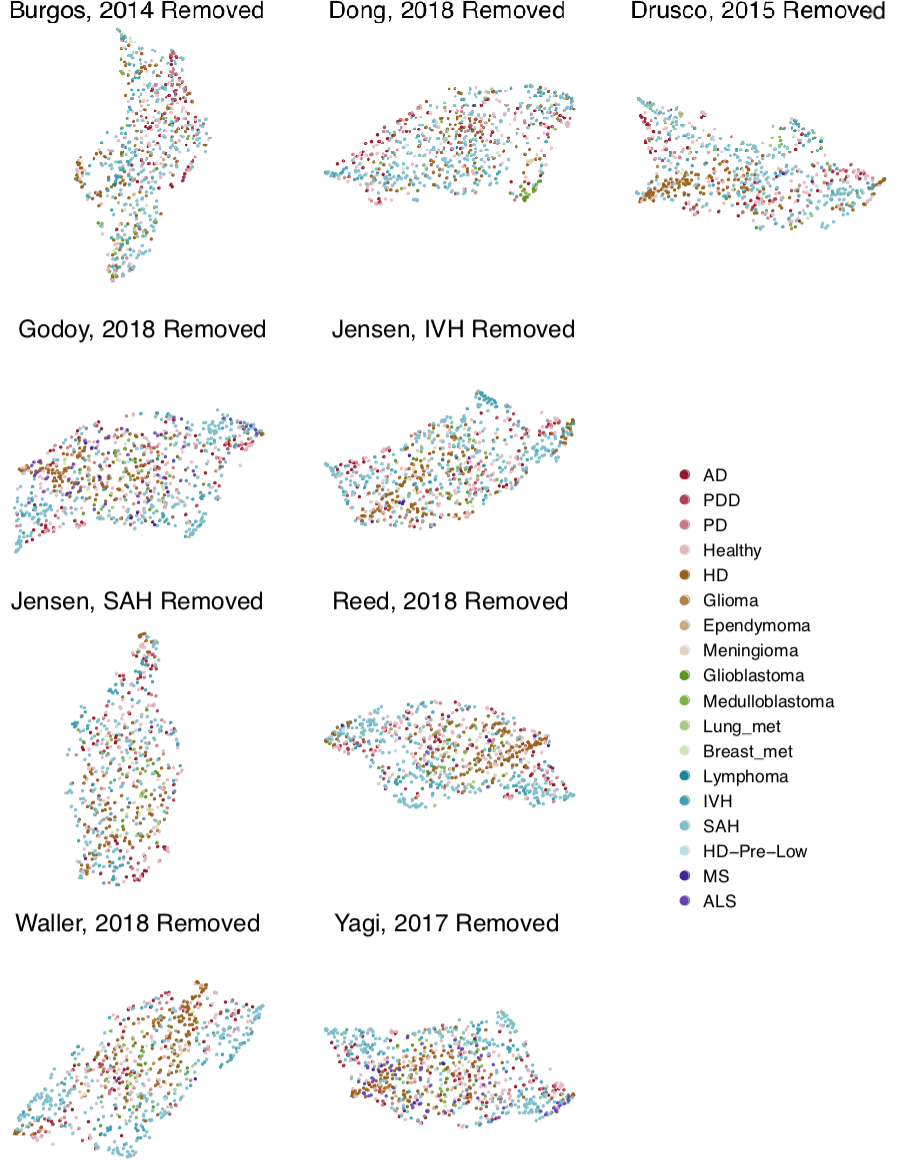 Burgos, 2014 Removed
Dong, 2018 Removed
Drusco, 2015 Removed
Godoy, 2018 Removed
Jensen, IVH Removed
AD
PDD
PD
Healthy
HD
Glioma
Ependymoma
Meningioma
Glioblastoma
Medulloblastoma
Lung_met
Breast_met
Lymphoma
IVH
SAH
HD−Pre−Low
MS
ALS
Jensen, SAH Removed
Reed, 2018 Removed
Waller, 2018 Removed
Yagi, 2017 Removed